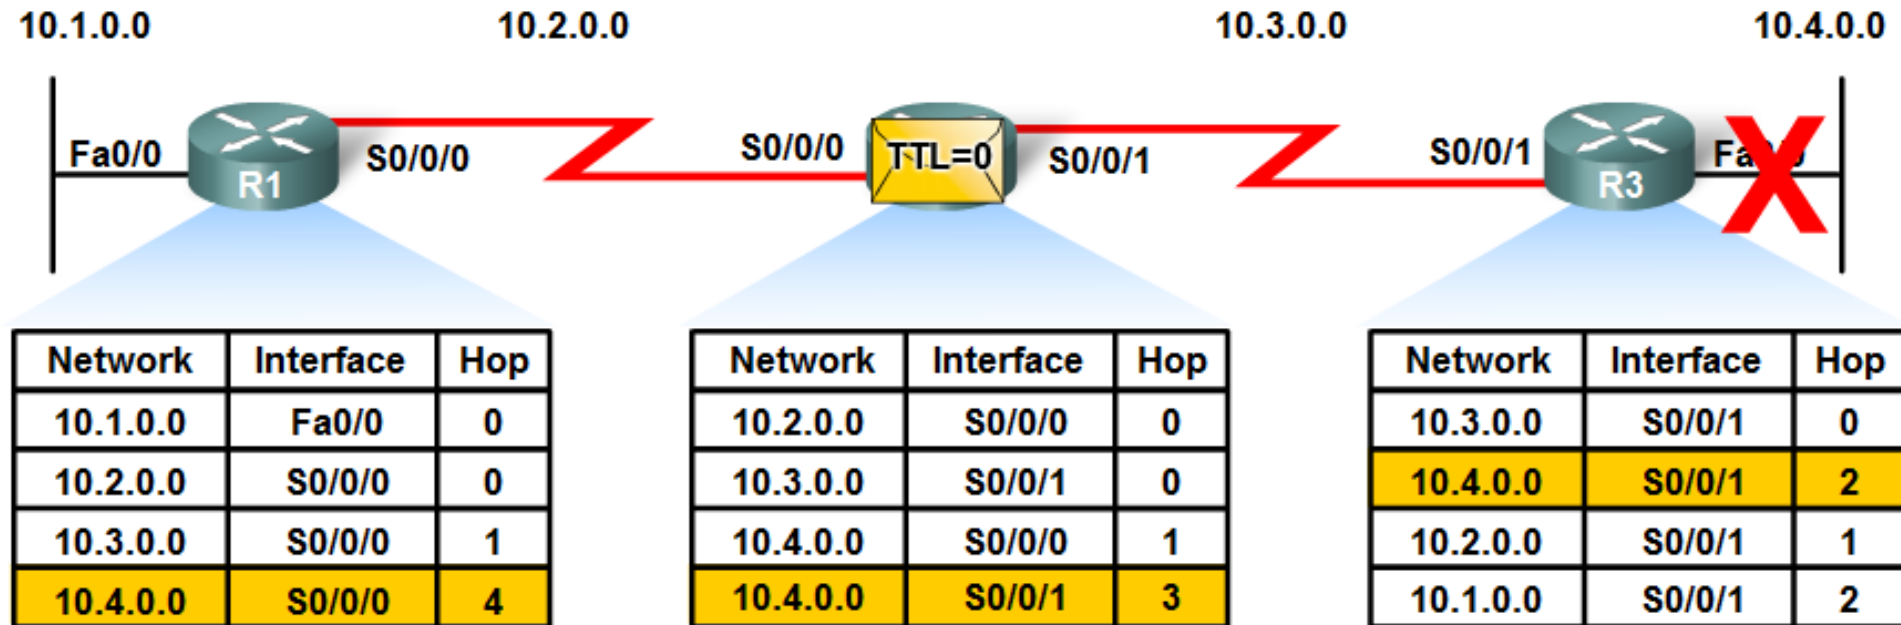 10.1.0.0 10.2.0.0 10.3.0.0 10.4.0.0
Fa0/0 R1 S0/0/0 S0/0/0 TTL=0 S0/0/1 S0/0/1 R3
Network Interface Hop
10.1.0.0 Fa0/0 0
10.2.0.0 S0/0/0 0
10.3.0.0 S0/0/0 1
10.4.0.0 S0/0/0 4
Network Interface Hop
10.2.0.0 S0/0/0 0
10.3.0.0 S0/0/1 0
10.4.0.0 S0/0/0 1
10.4.0.0 S0/0/1 3
Network Interface Hop
10.3.0.0 S0/0/1 0
10.4.0.0 S0/0/1 2
10.2.0.0 S0/0/1 1
10.1.0.0 S0/0/1 2